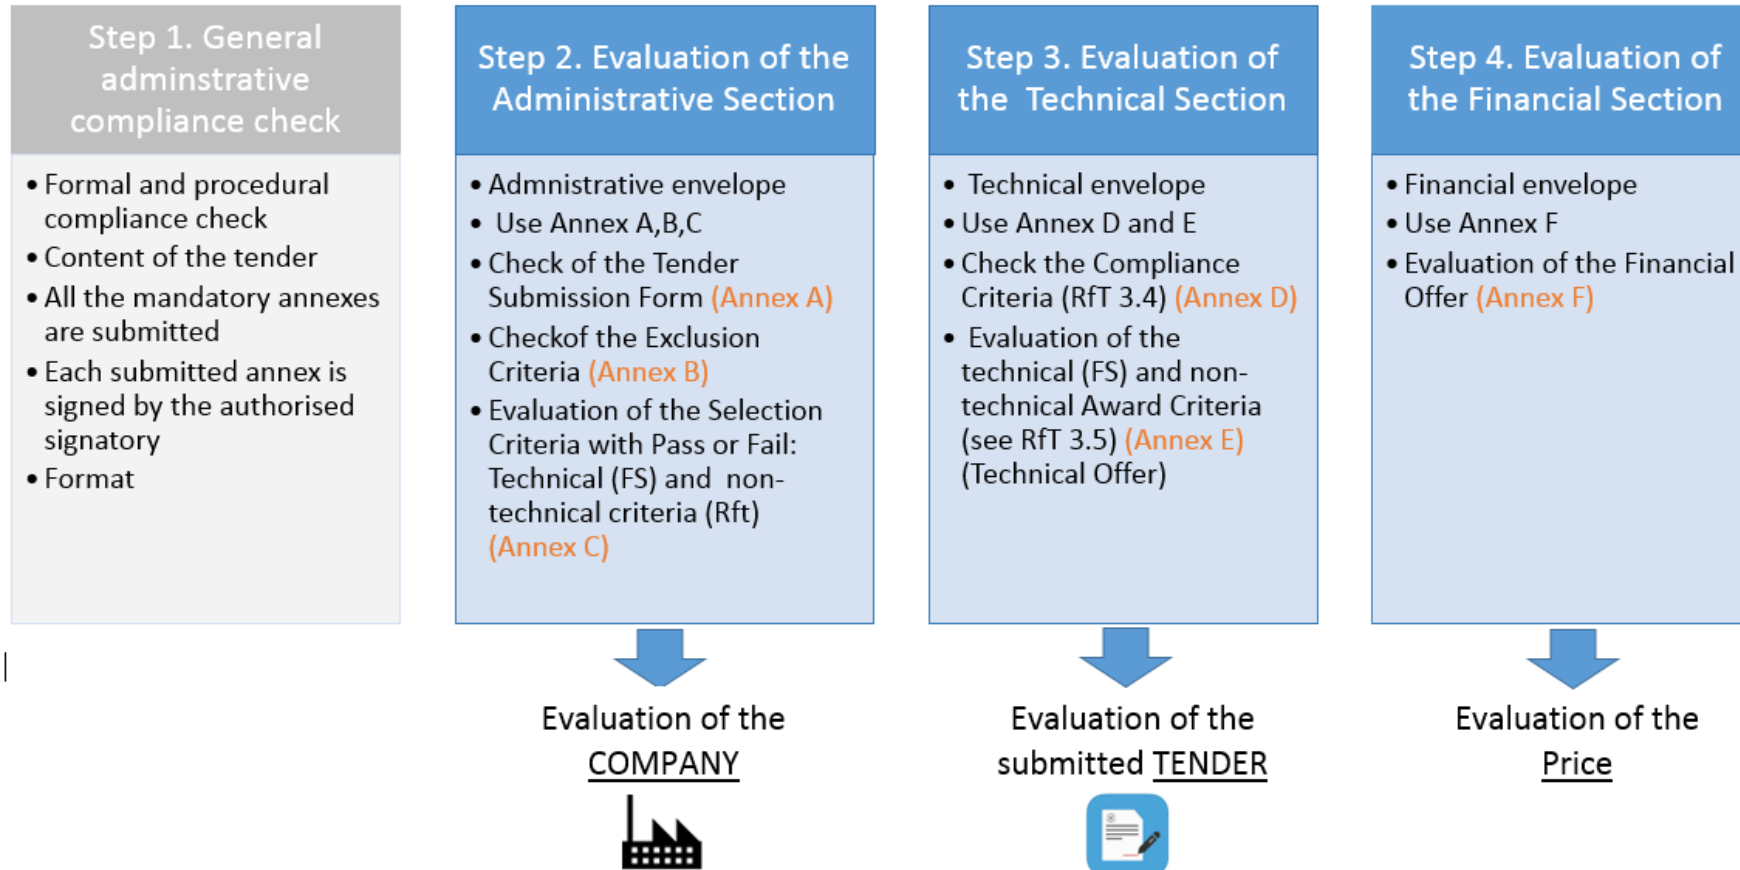 Step 1. General
adminstrative
compliance check
• Formal and procedural
compliance check
• Content of the tender
• All the mandatory annexes
are submitted
• Each submitted annex is
signed by the authorised
signatory
• Format
Step 2. Evaluation of the
Administrative Section
• Admnistrative envelope
• Use Annex A,B,C
• Check of the Tender
Submission Form (Annex A)
• Checkof the Exclusion
Criteria (Annex B)
• Evaluation of the Selection
Criteria with Pass or Fail:
Technical (FS) and non-
technical criteria (Rft)
(Annex C)
Evaluation of the
COMPANY
Step 3. Evaluation of
the Technical Section
• Technical envelope
• Use Annex D and E
• Check the Compliance
Criteria (RfT 3.4) (Annex D)
• Evaluation of the
technical (FS) and non-
technical Award Criteria
(see RfT 3.5) (Annex E)
(Technical Offer)
Evaluation of the
submitted TENDER
Step 4. Evaluation of
the Financial Section
• Financial envelope
• Use Annex F
• Evaluation of the Financial
Offer (Annex F)
Evaluation of the
Price